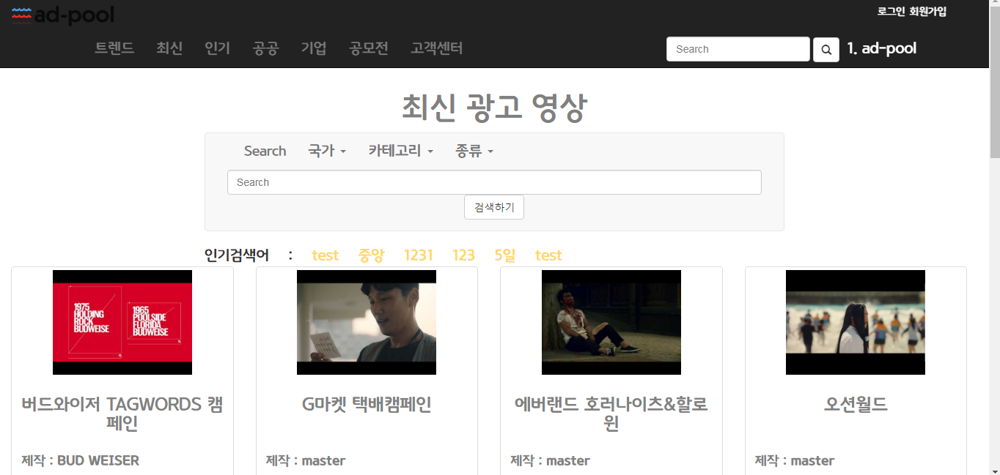 ad-pool
로그인 회원가입
트렌드 최신 인기 공공 기업 공모전 고객센터
Search 1. ad-pool
최신 광고 영상
Search 국가 카테고리 종류
Search
검색하기
인기검색어 : test 중앙 1231 123 5일 test
1975
HOLDING
ROCK
BUDWEISE
1965
POOLSIDE
FLORIDA
BUDWEISE
버드와이저 TAGWORDS 캠
페인
제작 : BUD WEISER
G마켓 택배캠페인
제작 : master
에버랜드 호러나이츠&할로
윈
제작 : master
오션월드
제작 : master